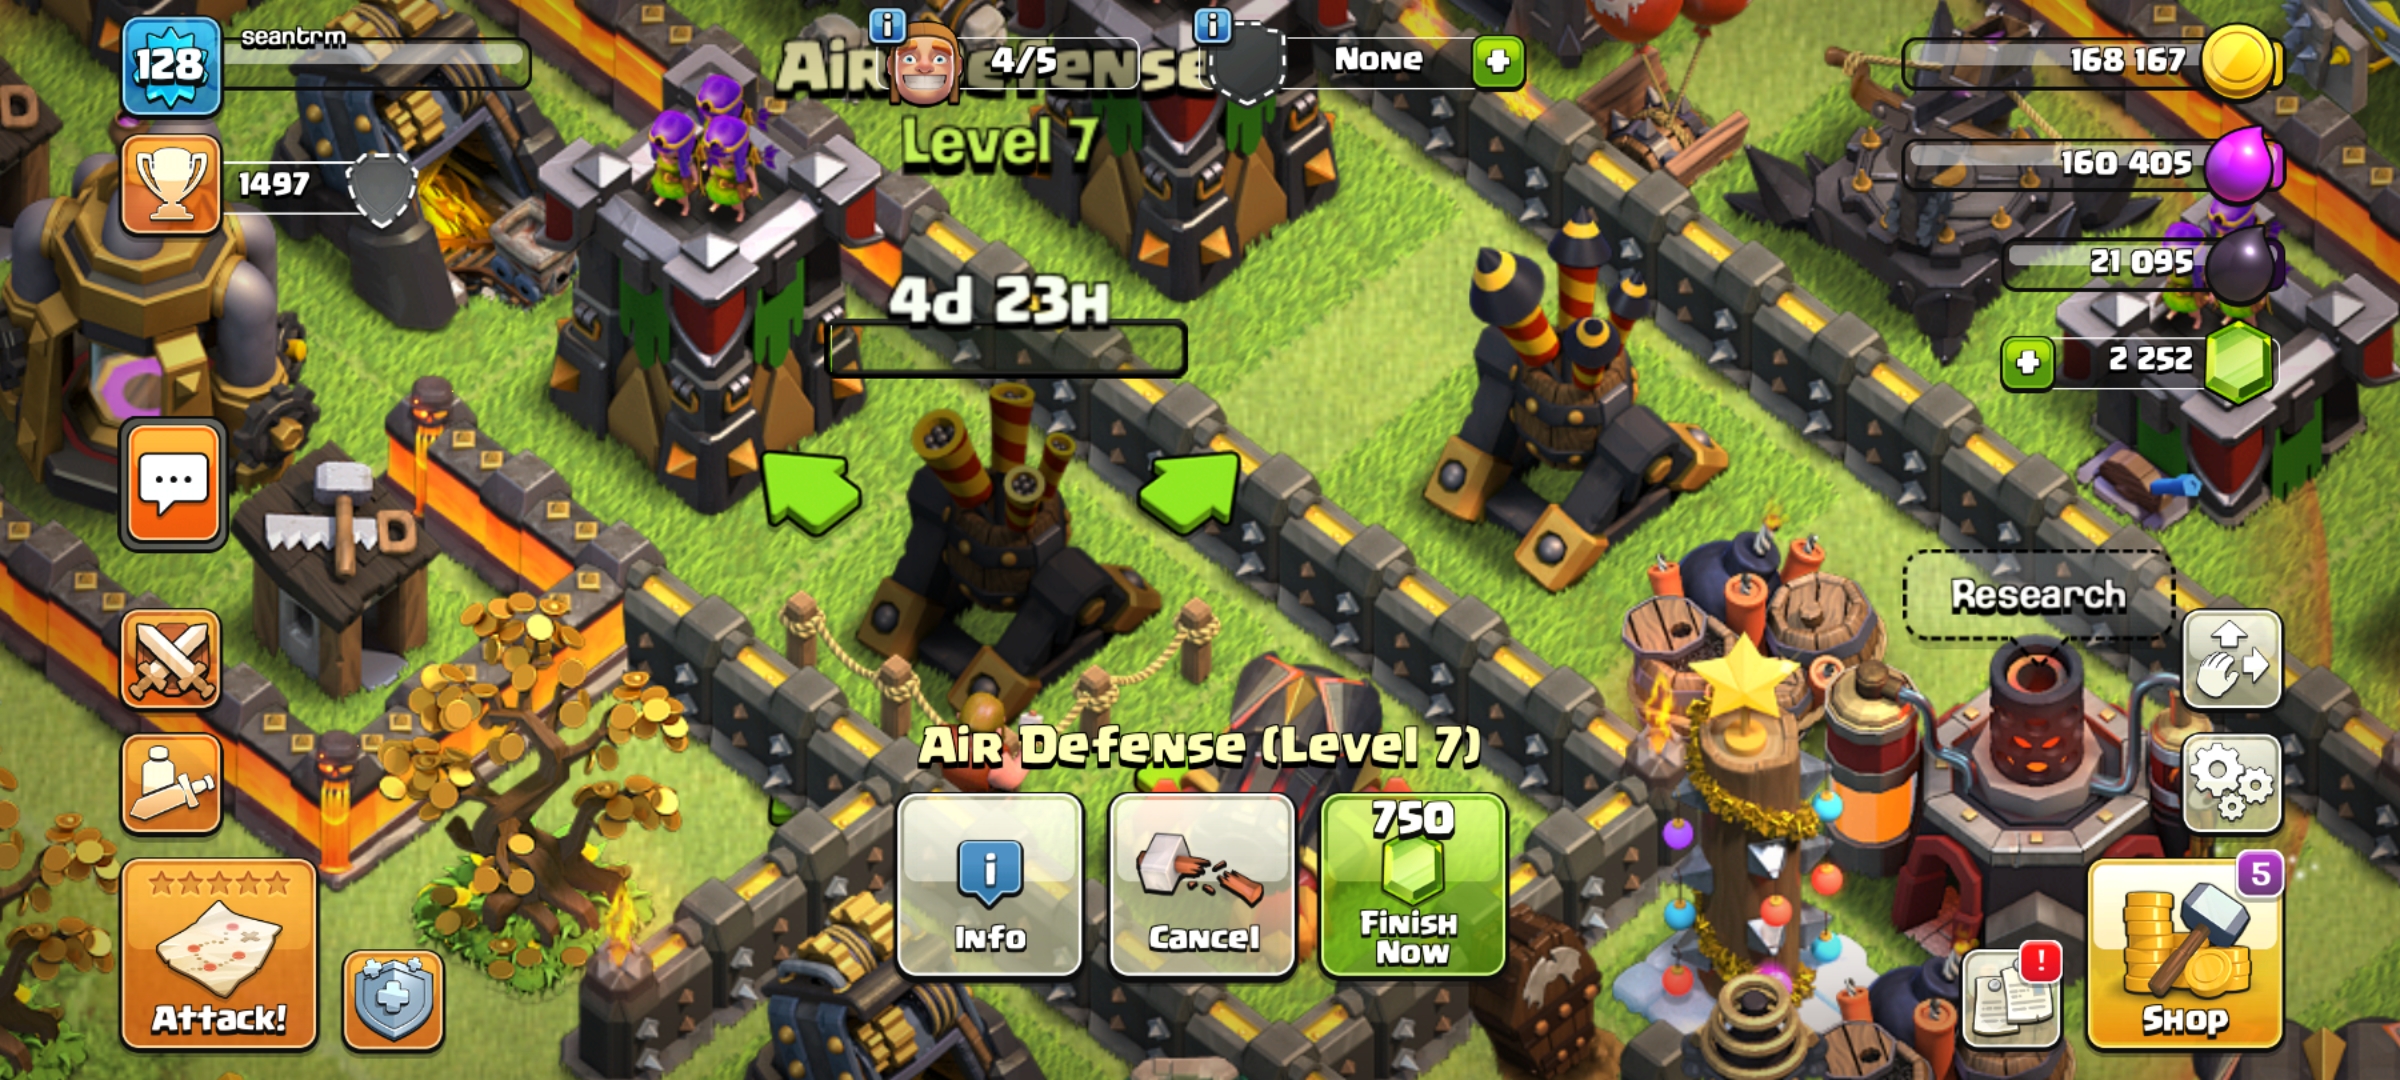 128
seantrm
4/5
None
168 167
Air Defense
Level 7
1497
160 405
21 095
4d 23H
2 252
Research
Air Defense (Level 7)
750
Info
Cancel
Finish
Now
5
!
Attack!
Shop